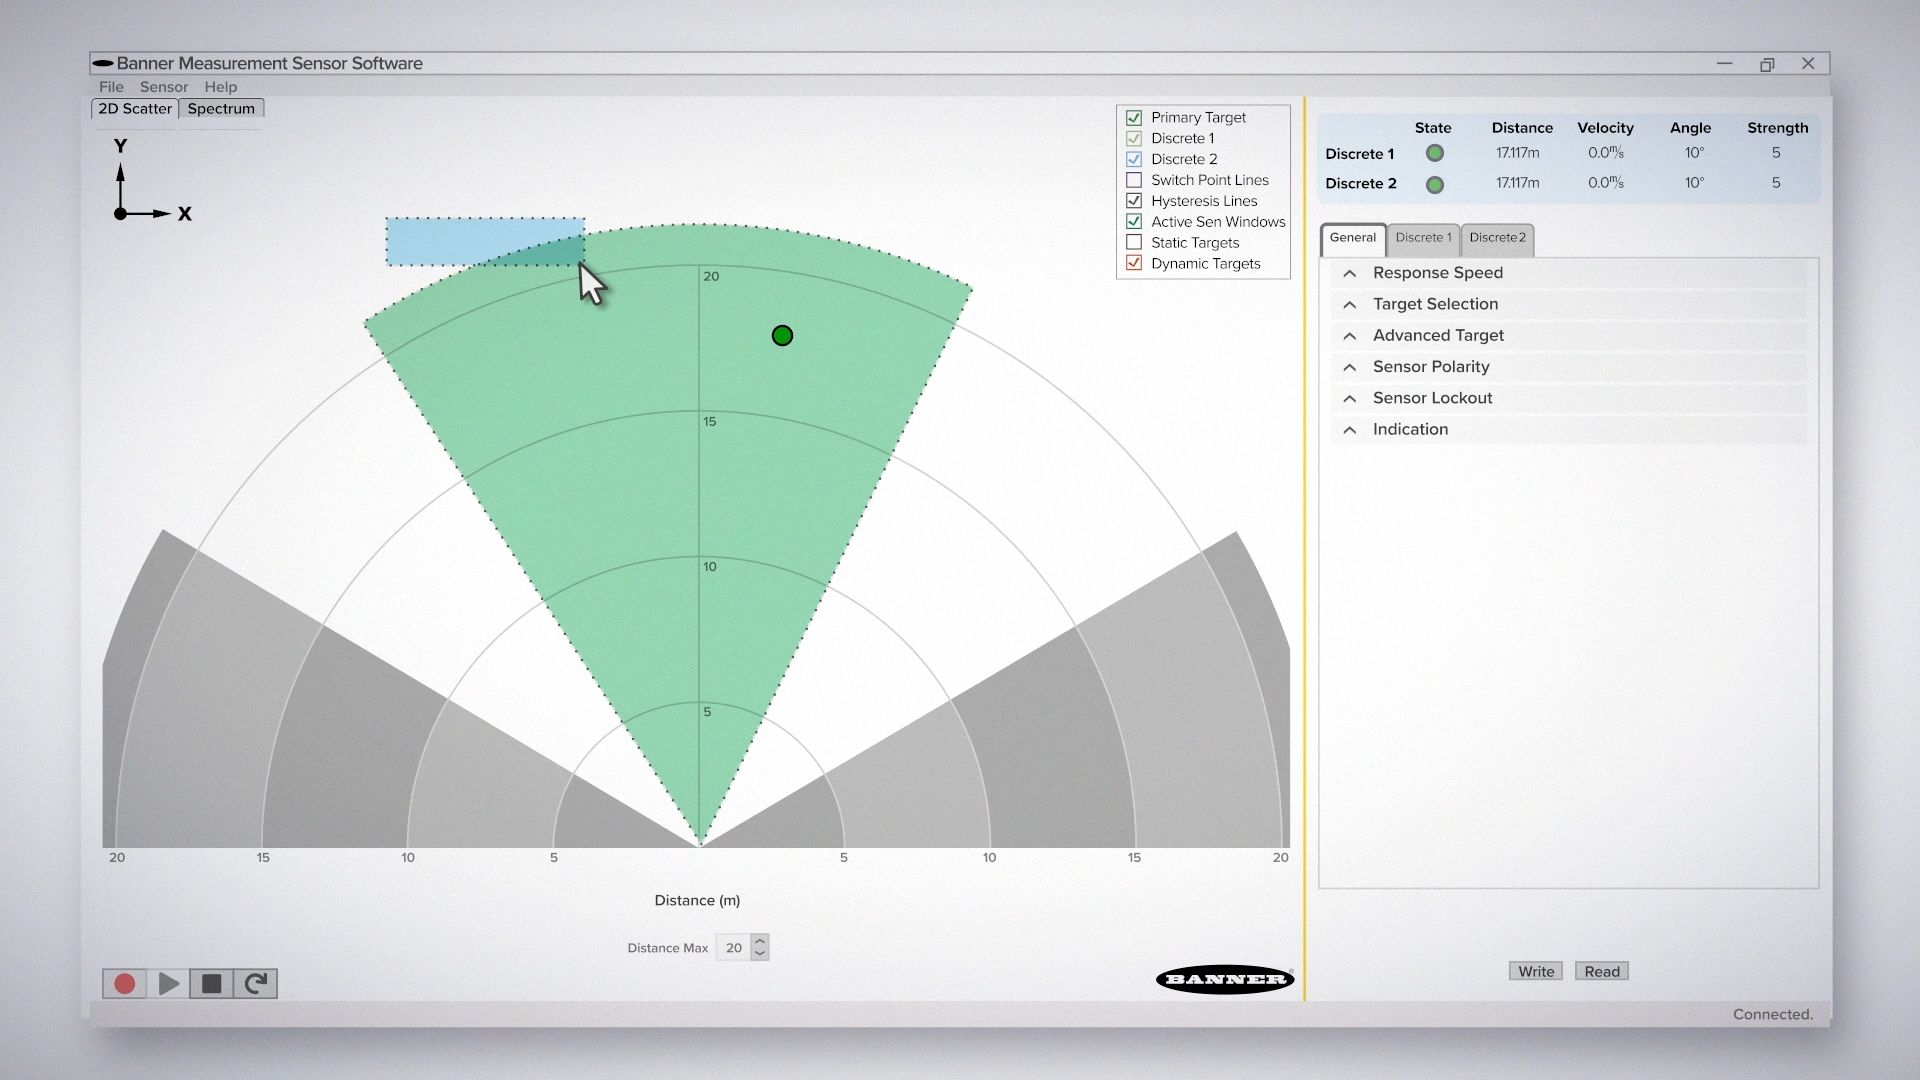 Banner Measurement Sensor Software
File Sensor Help
2D Scatter Spectrum
Y
X
Primary Target
Discrete 1
Discrete 2
Switch Point Lines
Hysteresis Lines
Active Sen Windows
Static Targets
Dynamic Targets
20
15
10
5
20 15 10 5 5 10 15 20
Distance (m)
Distance Max 20
BANNER
State Distance Velocity Angle Strength
Discrete 1 17.117m 0.0m/s 10° 5
Discrete 2 17.117m 0.0m/s 10° 5
General Discrete 1 Discrete2
Response Speed
Target Selection
Advanced Target
Sensor Polarity
Sensor Lockout
Indication
Write Read
Connected.